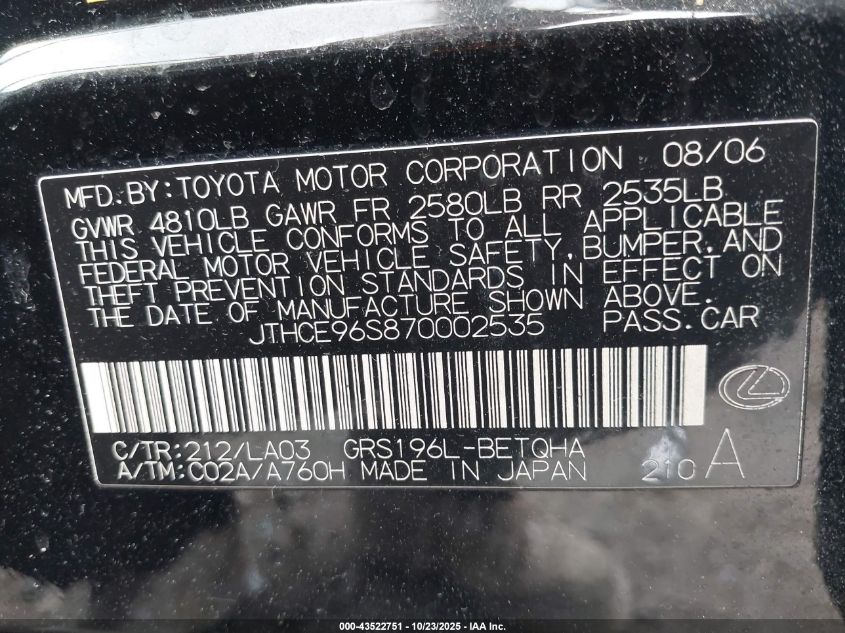 MFD. BY: TOYOTA MOTOR CORPORATION 08/06
GVWR 4810LB GAWR FR 2580LB RR 2535LB
THIS VEHICLE CONFORMS TO ALL APPLICABLE
FEDERAL MOTOR VEHICLE SAFETY, BUMPER, AND
THEFT PREVENTION STANDARDS IN EFFECT ON
THE DATE OF MANUFACTURE SHOWN ABOVE.
JTHCE96S870002535 PASS. CAR
C/TR: 212/LA03 GRS196L-BETQHA
A/TM: C02A/A760H MADE IN JAPAN 210 A
000-43522751 - 10/23/2025 - IAA Inc.